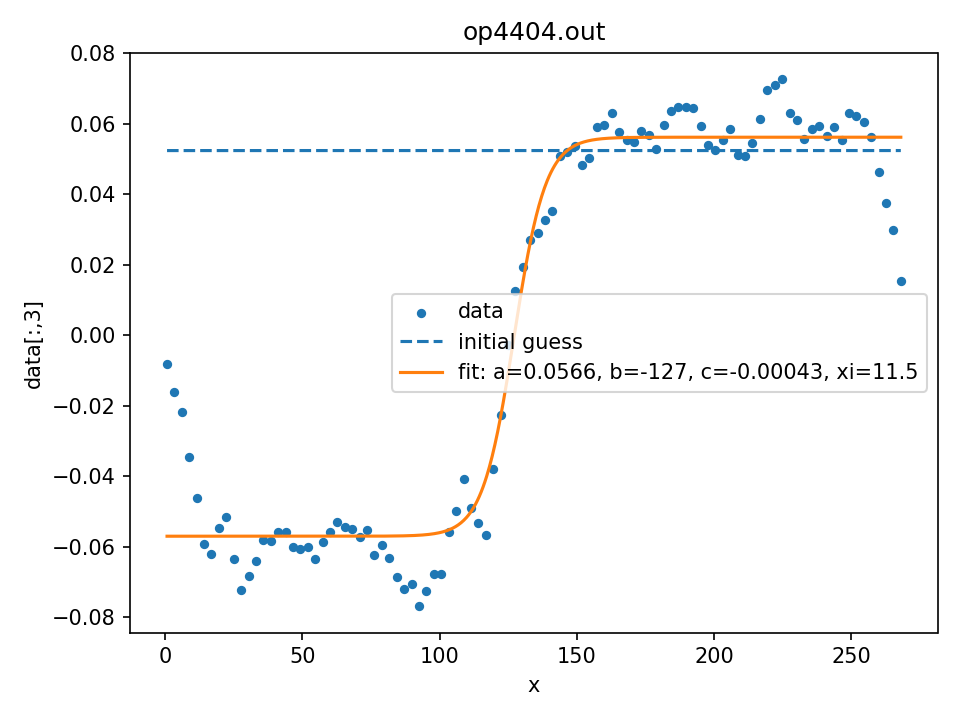 op4404.out
0.08
0.06
0.04
0.02
0.00
−0.02
−0.04
−0.06
−0.08
data[:,3]
data
initial guess
fit: a=0.0566, b=-127, c=-0.00043, xi=11.5
0 50 100 150 200 250
x